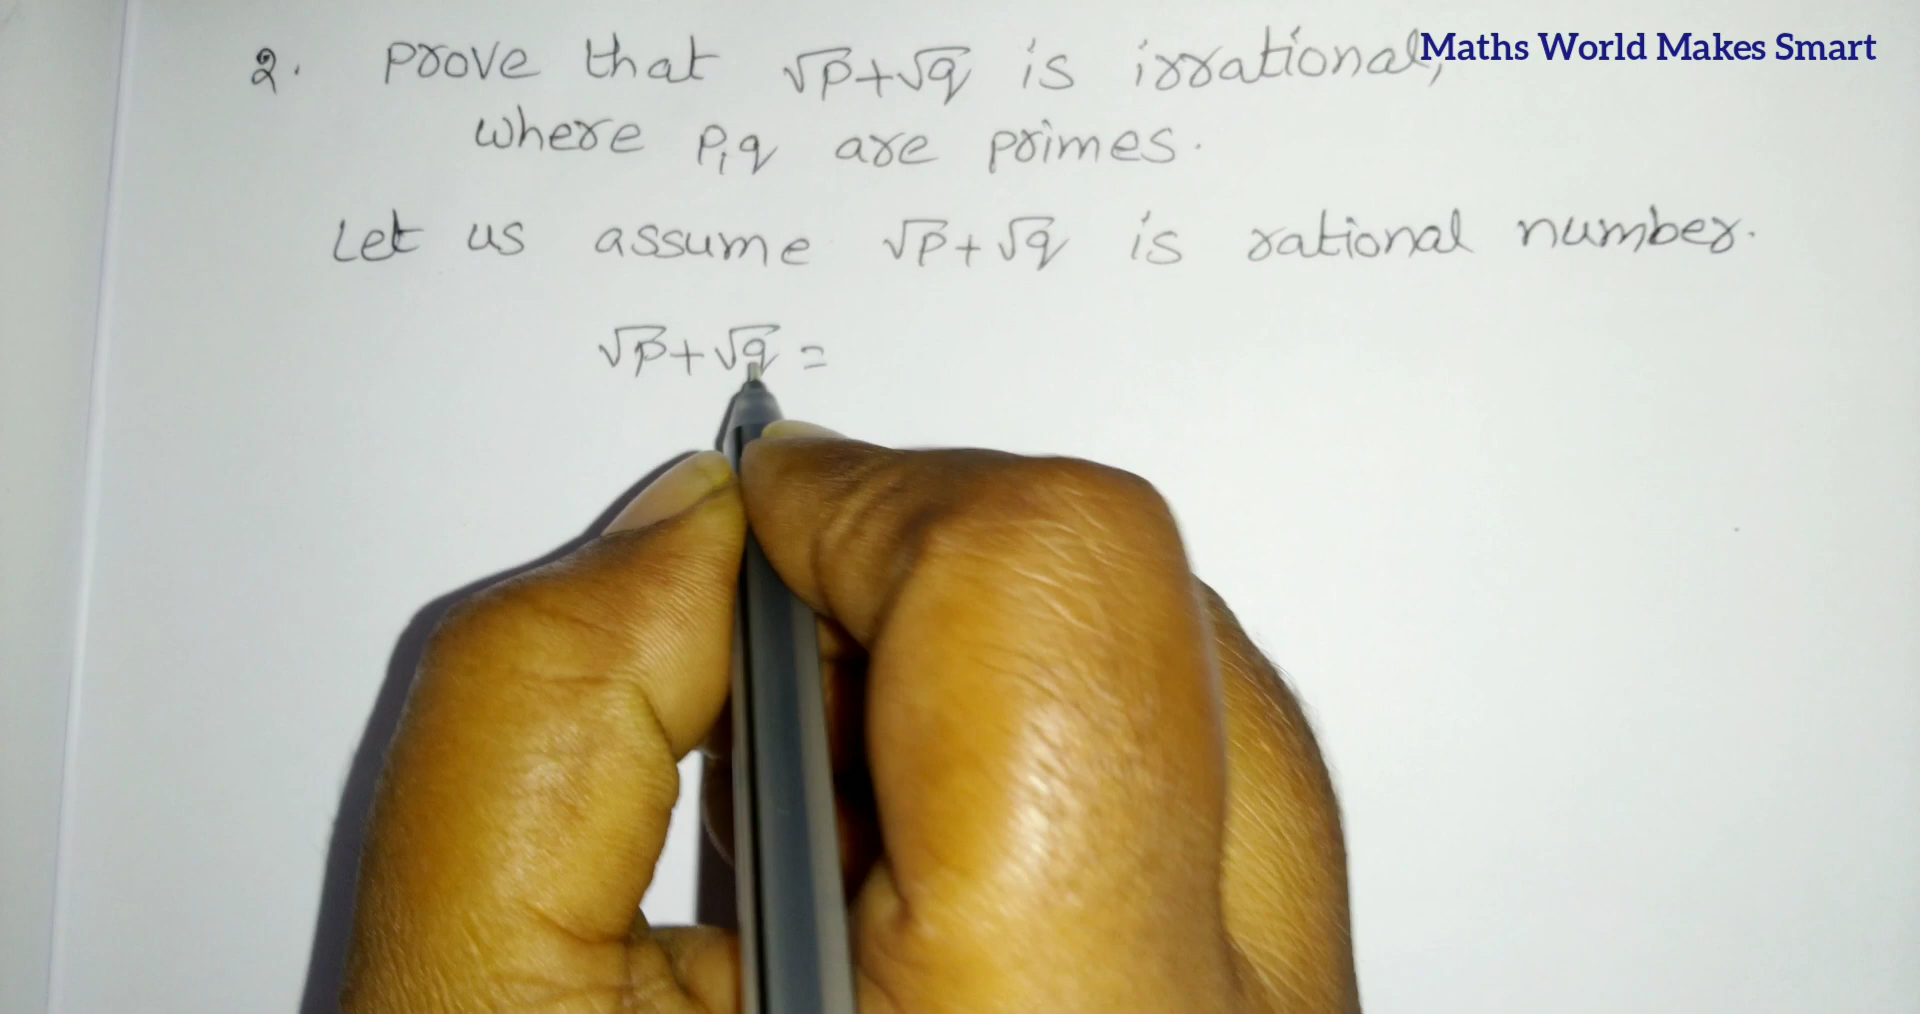 2. Prove that √p+√q is irrational, Maths World Makes Smart
where p,q are primes.
Let us assume √p+√q is rational number.
√p+√q =